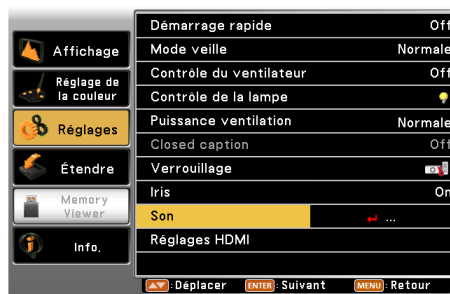 Affichage
Réglage de
la couleur
Réglages
Étendre
Memory
Viewer
Info.
Démarrage rapide Off
Mode veille Normale
Contrôle du ventilateur Off
Contrôle de la lampe
Puissance ventilation Normale
Closed caption Off
Verrouillage
Iris On
Son ...
Réglages HDMI
:Déplacer ENTER :Suivant MENU :Retour